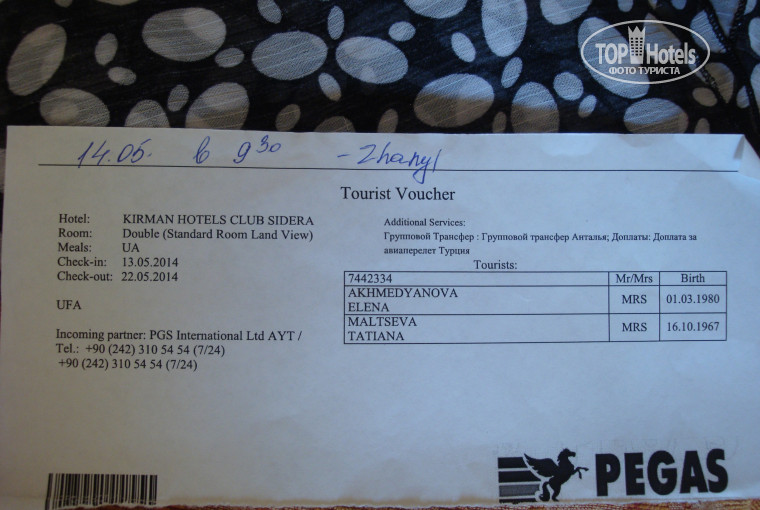 TOP Hotels
ФОТО ТУРИСТА
14.05. в 9 30 - Zhanyl
Tourist Voucher
Hotel: KIRMAN HOTELS CLUB SIDERA
Room: Double (Standard Room Land View)
Meals: UA
Check-in: 13.05.2014
Check-out: 22.05.2014
UFA
Incoming partner: PGS International Ltd AYT /
Tel.: +90 (242) 310 54 54 (7/24)
+90 (242) 310 54 54 (7/24)
Additional Services:
Групповой Трансфер : Групповой трансфер Анталья; Доплаты: Доплата за
авиаперелет Турция
Tourists:
7442334 Mr/Mrs Birth
AKHMEDYANOVA
ELENA MRS 01.03.1980
MALTSEVA
TATIANA MRS 16.10.1967
PEGAS